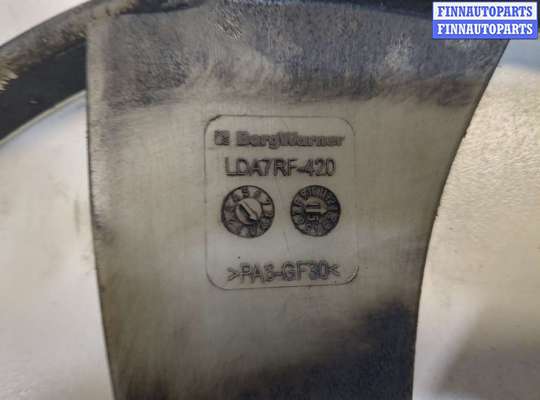 FINNAUTOPARTS
FINNAUTOPARTS
BorgWarner
LDA7RF-420
>PA6-GF30<